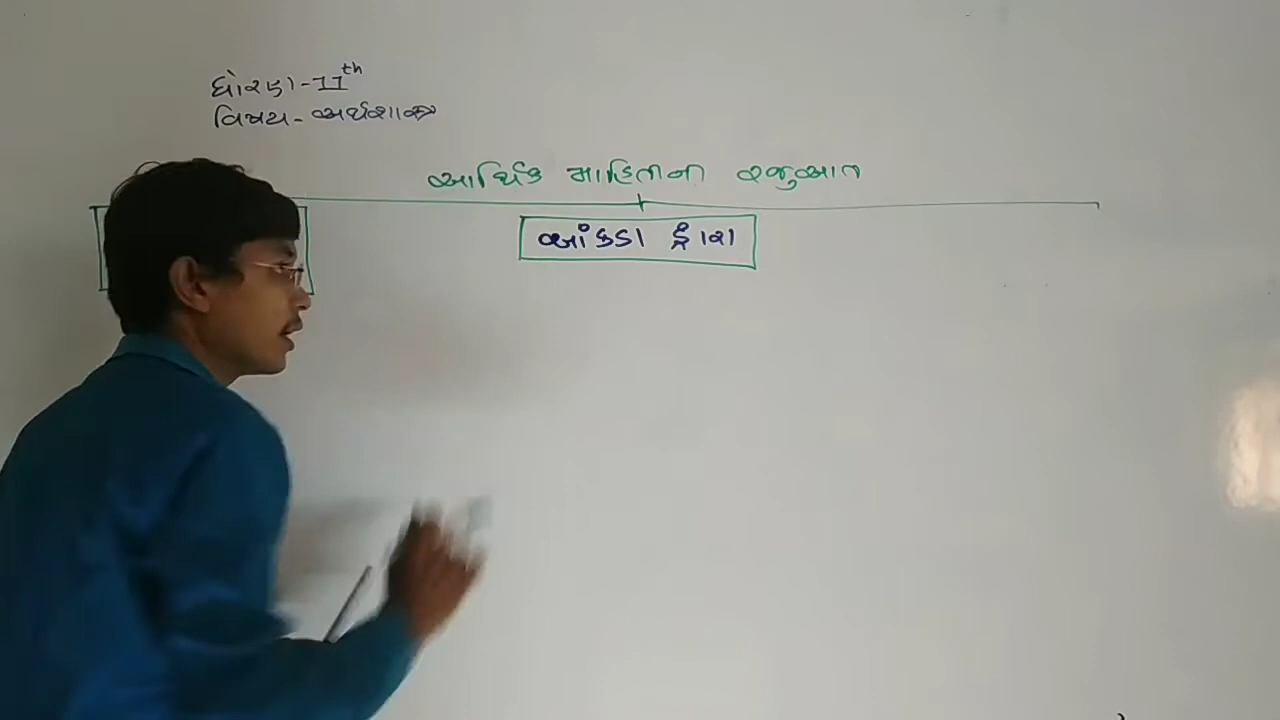 ધોરણ-11th
વિષય-અર્થશાસ્ત્ર
આર્થિક માહિતીની રજુઆત
આંકડા દ્વારા